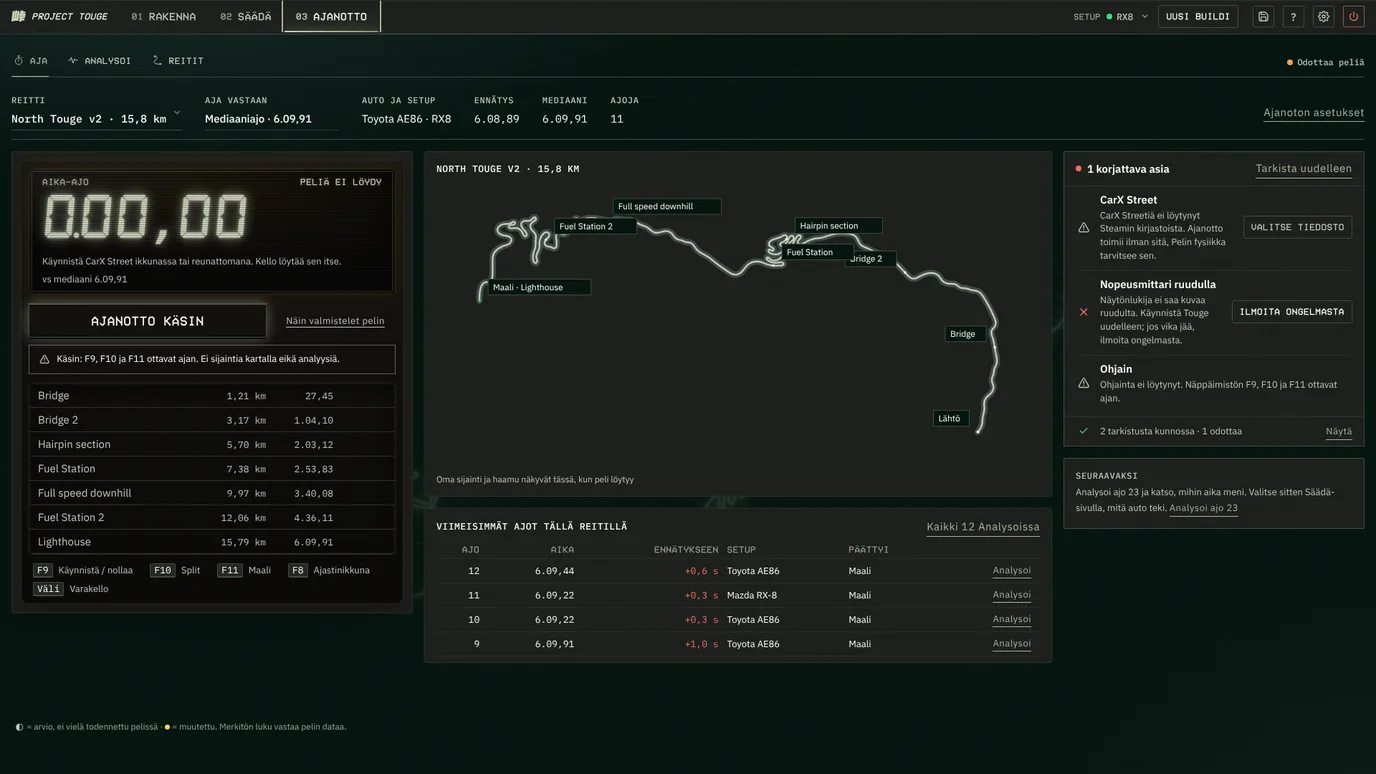 PROJECT TOUGE
01 RAKENNA
02 SÄÄDÄ
03 AJANOTTO
SETUP RX8
UUSI BUILDI
?
AJA
ANALYSOI
REITIT
Odottaa peliä
REITTI
North Touge v2 · 15,8 km
AJA VASTAAN
Mediaaniajo · 6.09,91
AUTO JA SETUP
Toyota AE86 · RX8
ENNÄTYS
6.08,89
MEDIAANI
6.09,91
AJOJA
11
Ajanoton asetukset
AIKA-AJO
PELIÄ EI LÖYDY
0.00,00
Käynnistä CarX Street ikkunassa tai reunattomana. Kello löytää sen itse.
vs mediaani 6.09,91
AJANOTTO KÄSIN
Näin valmistelet pelin
Käsin: F9, F10 ja F11 ottavat ajan. Ei sijaintia kartalla eikä analyysiä.
Bridge 1,21 km 27,45
Bridge 2 3,17 km 1.04,10
Hairpin section 5,70 km 2.03,12
Fuel Station 7,38 km 2.53,83
Full speed downhill 9,97 km 3.40,08
Fuel Station 2 12,06 km 4.36,11
Lighthouse 15,79 km 6.09,91
F9 Käynnistä / nollaa F10 Split F11 Maali F8 Ajastinikkuna
Väli Varakello
NORTH TOUGE V2 · 15,8 KM
Full speed downhill
Fuel Station 2
Hairpin section
Fuel Station
Bridge 2
Maali · Lighthouse
Bridge
Lähtö
Oma sijainti ja haamu näkyvät tässä, kun peli löytyy
VIIMEISIMMÄT AJOT TÄLLÄ REITILLÄ
Kaikki 12 Analysoissa
AJO AIKA ENNÄTYKSEEN SETUP PÄÄTTYI
12 6.09,44 +0,6 s Toyota AE86 Maali Analysoi
11 6.09,22 +0,3 s Mazda RX-8 Maali Analysoi
10 6.09,22 +0,3 s Toyota AE86 Maali Analysoi
9 6.09,91 +1,0 s Toyota AE86 Maali Analysoi
1 korjattava asia
Tarkista uudelleen
CarX Street
CarX Streetiä ei löytynyt
Steamin kirjastoista. Ajanotto
toimii ilman sitä, Pelin fysiikka
tarvitsee sen.
VALITSE TIEDOSTO
Nopeusmittari ruudulla
Näytönlukija ei saa kuvaa
ruudulta. Käynnistä Touge
uudelleen; jos vika jää,
ilmoita ongelmasta.
ILMOITA ONGELMASTA
Ohjain
Ohjainta ei löytynyt. Näppäimistön F9, F10 ja F11 ottavat
ajan.
2 tarkistusta kunnossa · 1 odottaa
Näytä
SEURAAVAKSI
Analysoi ajo 23 ja katso, mihin aika meni. Valitse sitten Säädä-
sivulla, mitä auto teki. Analysoi ajo 23
= arvio, ei vielä todennettu pelissä · = muutettu. Merkitön luku vastaa pelin dataa.